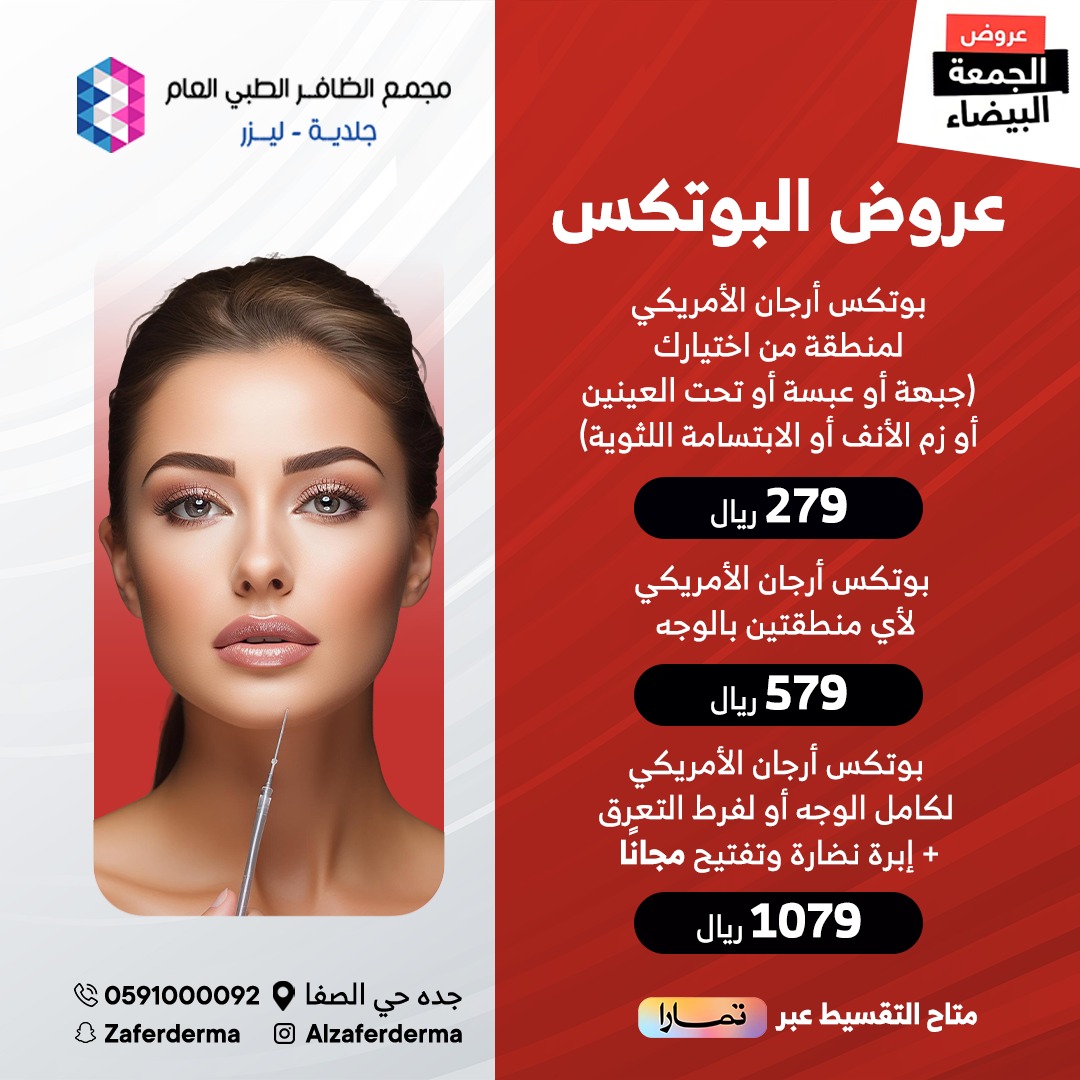 مجمع الظافر الطبي العام
جلدية - ليزر
عروض
الجمعة
البيضاء
عروض البوتكس
بوتكس أرجان الأمريكي
لمنطقة من اختيارك
(جبهة أو عبسة أو تحت العينين
أو زم الأنف أو الابتسامة اللثوية)
279 ريال
بوتكس أرجان الأمريكي
لأي منطقتين بالوجه
579 ريال
بوتكس أرجان الأمريكي
لكامل الوجه أو لفرط التعرق
+ إبرة نضارة وتفتيح مجانًا
1079 ريال
متاح التقسيط عبر تمارا
جده حي الصفا 0591000092
Zaferderma Alzaferderma